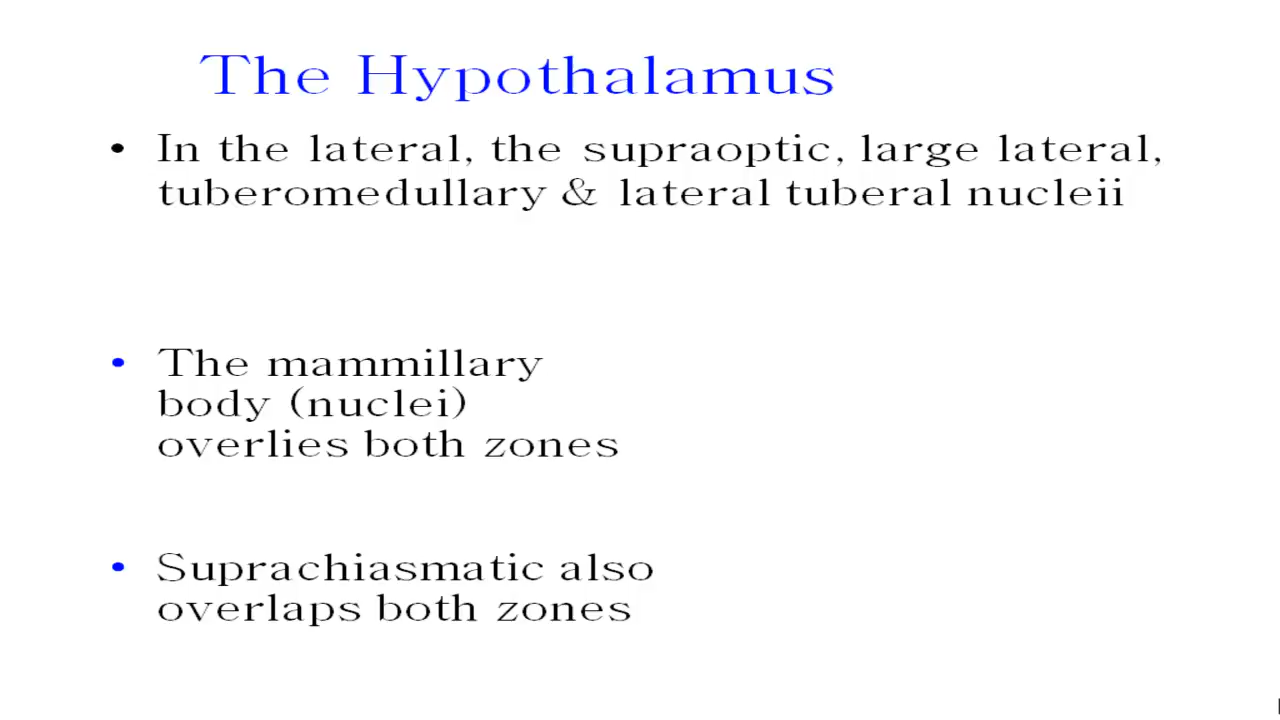 The Hypothalamus
• In the lateral, the supraoptic, large lateral,
tuberomedullary & lateral tuberal nucleii
• The mammillary
body (nuclei)
overlies both zones
• Suprachiasmatic also
overlaps both zones